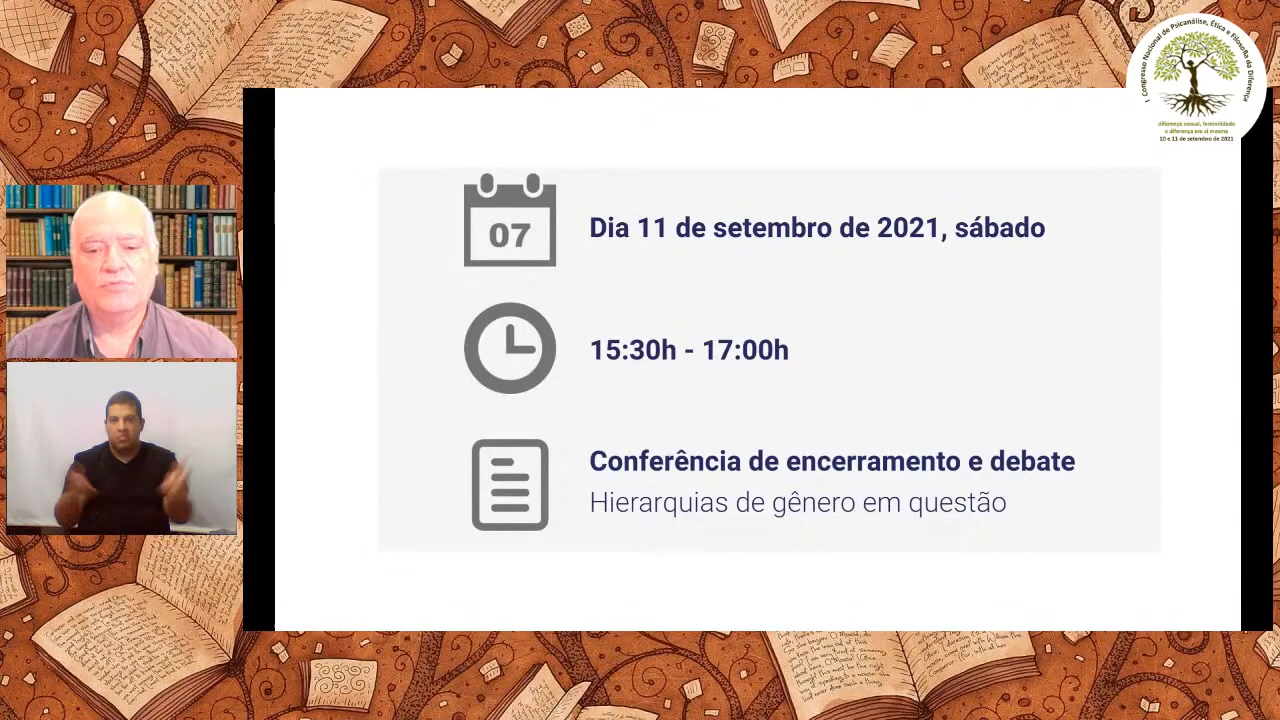 I Congresso Nacional de Psicanálise, Ética e Filosofia da Diferença
diferença sexual, feminilidade
e diferença em si mesma
10 e 11 de setembro de 2021
07
Dia 11 de setembro de 2021, sábado
15:30h - 17:00h
Conferência de encerramento e debate
Hierarquias de gênero em questão